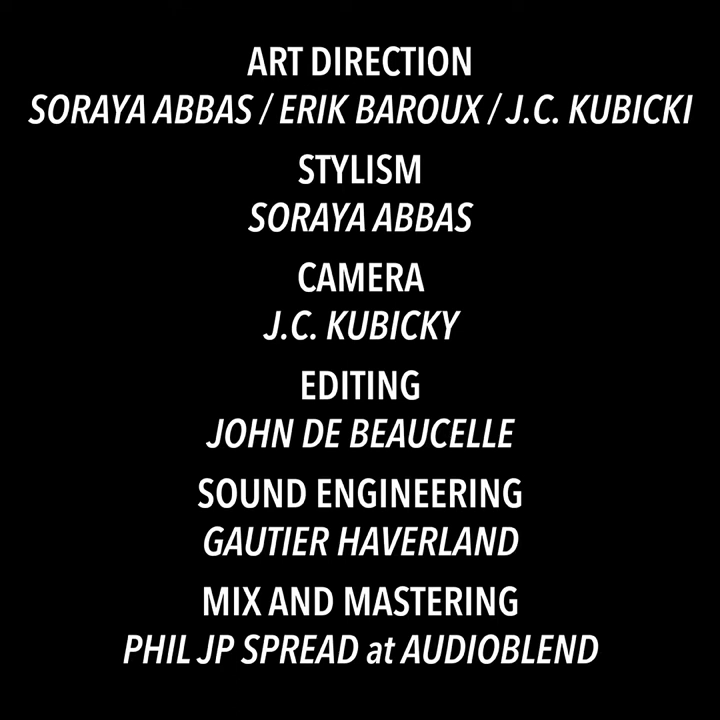 ART DIRECTION
SORAYA ABBAS / ERIK BAROUX / J.C. KUBICKI
STYLISM
SORAYA ABBAS
CAMERA
J.C. KUBICKY
EDITING
JOHN DE BEAUCELLE
SOUND ENGINEERING
GAUTIER HAVERLAND
MIX AND MASTERING
PHIL JP SPREAD at AUDIOBLEND